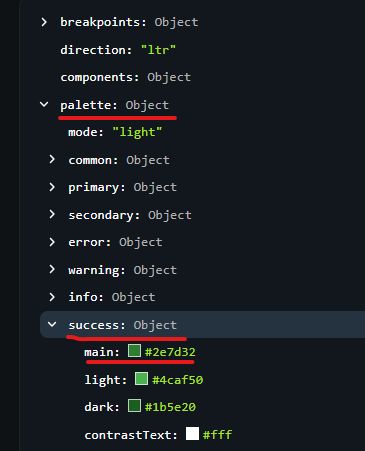 breakpoints: Object
direction: "ltr"
components: Object
palette: Object
mode: "light"
common: Object
primary: Object
secondary: Object
error: Object
warning: Object
info: Object
success: Object
main: #2e7d32
light: #4caf50
dark: #1b5e20
contrastText: #fff